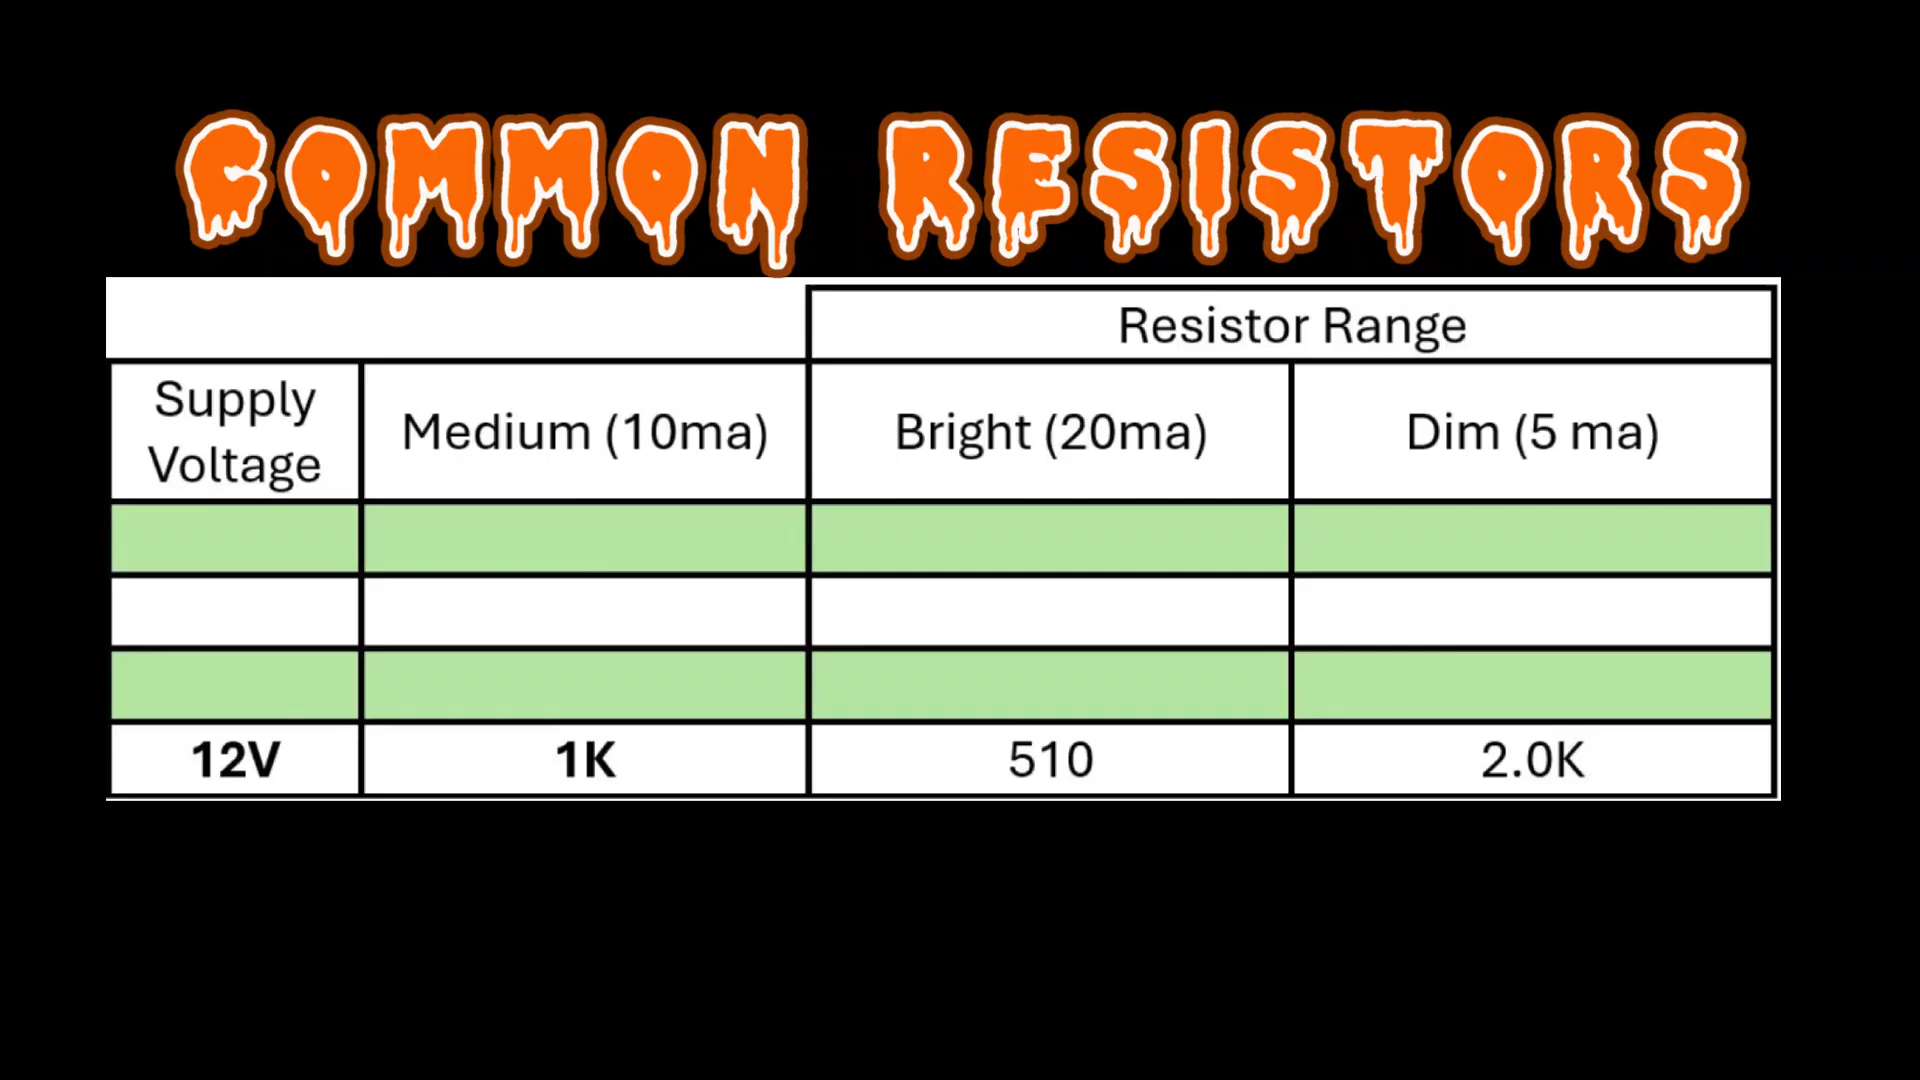 COMMON RESISTORS
Resistor Range
Supply Voltage Medium (10ma) Bright (20ma) Dim (5 ma)
12V 1K 510 2.0K